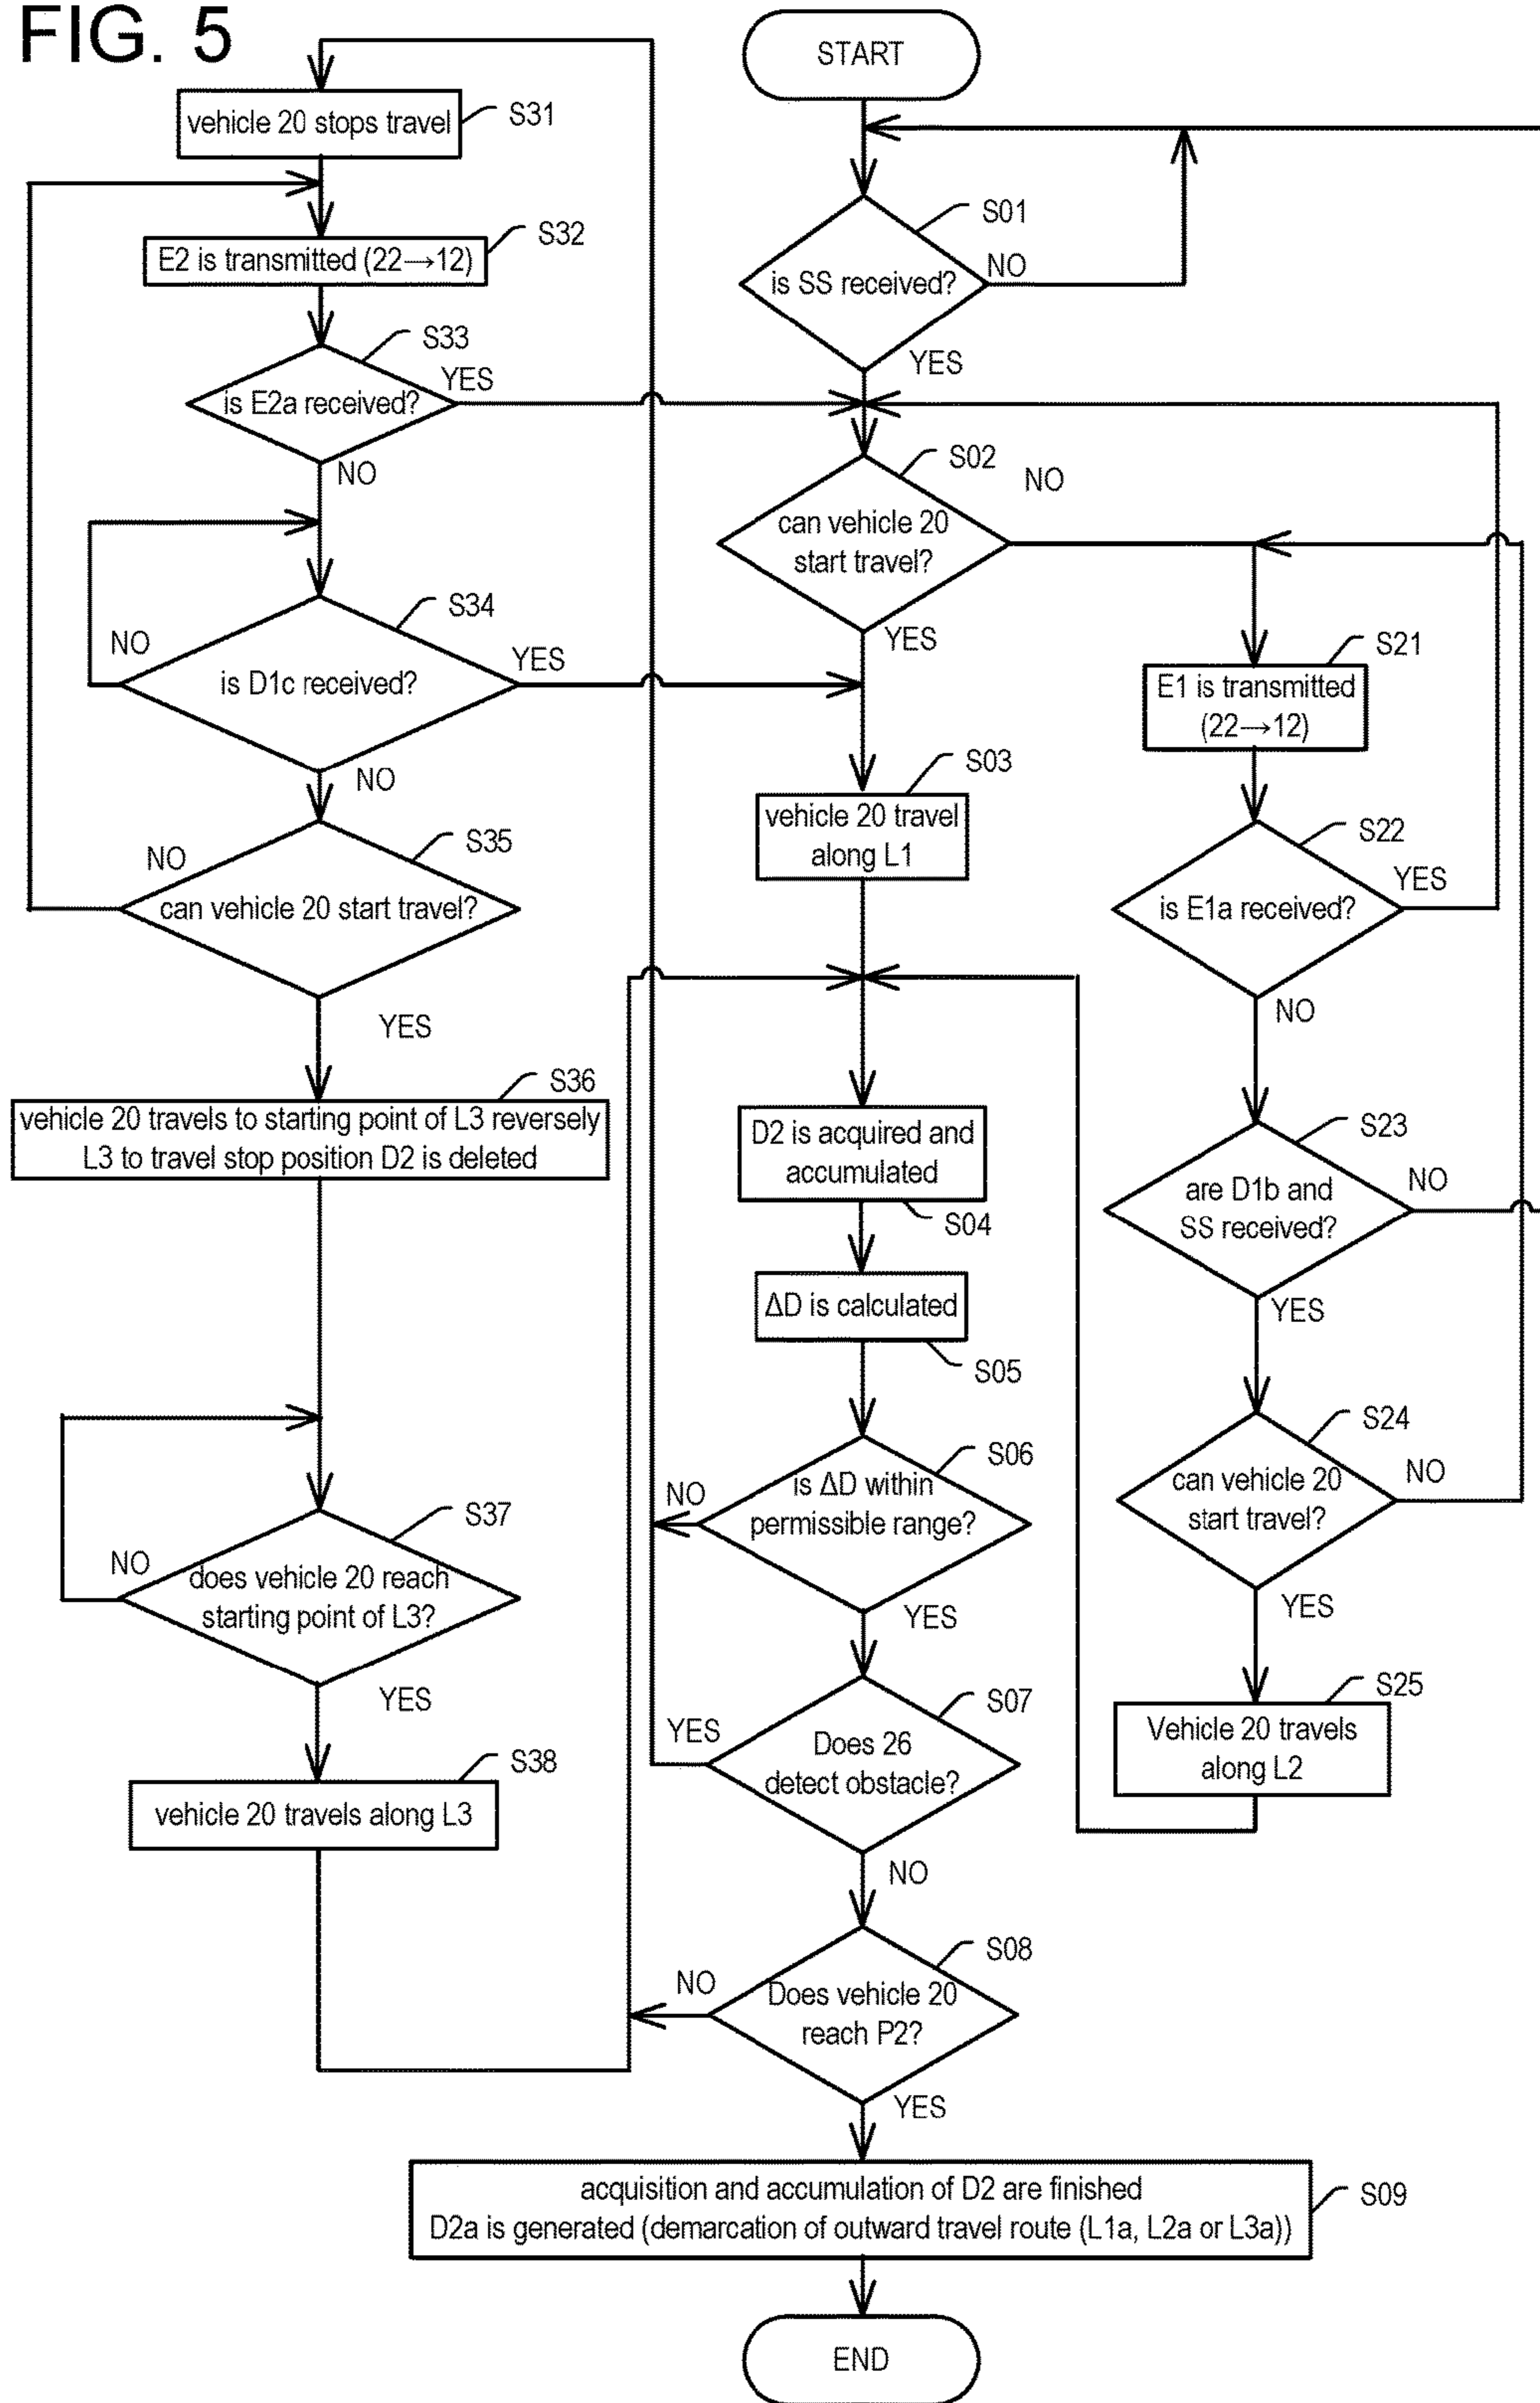 FIG. 5
START
vehicle 20 stops travel
S31
E2 is transmitted (22→12)
S32
is E2a received?
S33
YES
NO
is D1c received?
S34
NO
YES
NO
can vehicle 20 start travel?
S35
NO
YES
vehicle 20 travels to starting point of L3 reversely
L3 to travel stop position D2 is deleted
S36
does vehicle 20 reach
starting point of L3?
S37
NO
YES
vehicle 20 travels along L3
S38
is SS received?
S01
NO
YES
can vehicle 20
start travel?
S02
NO
YES
vehicle 20 travel
along L1
S03
D2 is acquired and
accumulated
S04
ΔD is calculated
S05
is ΔD within
permissible range?
S06
NO
YES
Does 26
detect obstacle?
S07
YES
NO
Does vehicle 20
reach P2?
S08
NO
YES
acquisition and accumulation of D2 are finished
D2a is generated (demarcation of outward travel route (L1a, L2a or L3a))
S09
END
E1 is transmitted
(22→12)
S21
is E1a received?
S22
YES
NO
are D1b and
SS received?
S23
NO
YES
can vehicle 20
start travel?
S24
NO
YES
Vehicle 20 travels
along L2
S25